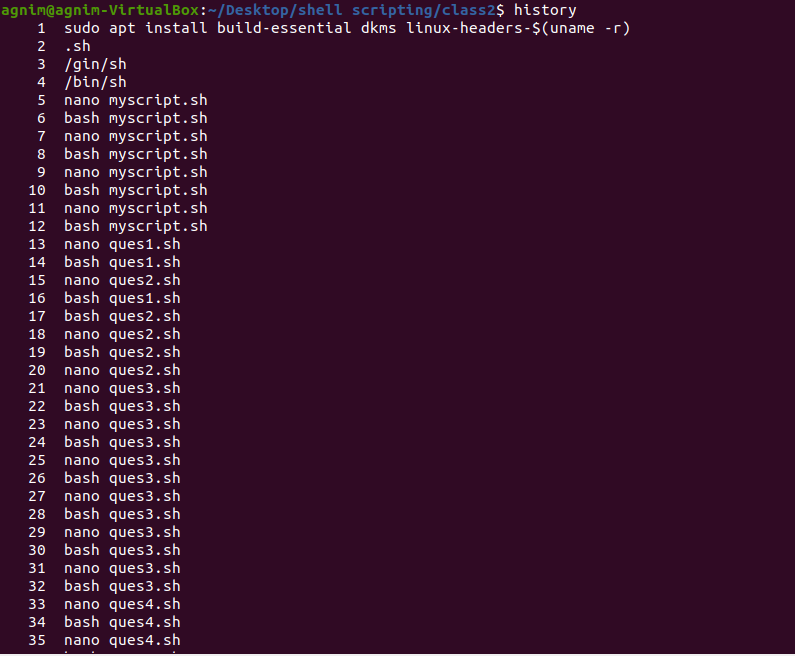 agnim@agnim-VirtualBox:~/Desktop/shell scripting/class2$ history
1 sudo apt install build-essential dkms linux-headers-$(uname -r)
2 .sh
3 /gin/sh
4 /bin/sh
5 nano myscript.sh
6 bash myscript.sh
7 nano myscript.sh
8 bash myscript.sh
9 nano myscript.sh
10 bash myscript.sh
11 nano myscript.sh
12 bash myscript.sh
13 nano ques1.sh
14 bash ques1.sh
15 nano ques2.sh
16 bash ques1.sh
17 bash ques2.sh
18 nano ques2.sh
19 bash ques2.sh
20 nano ques2.sh
21 nano ques3.sh
22 bash ques3.sh
23 nano ques3.sh
24 bash ques3.sh
25 nano ques3.sh
26 bash ques3.sh
27 nano ques3.sh
28 bash ques3.sh
29 nano ques3.sh
30 bash ques3.sh
31 nano ques3.sh
32 bash ques3.sh
33 nano ques4.sh
34 bash ques4.sh
35 nano ques4.sh